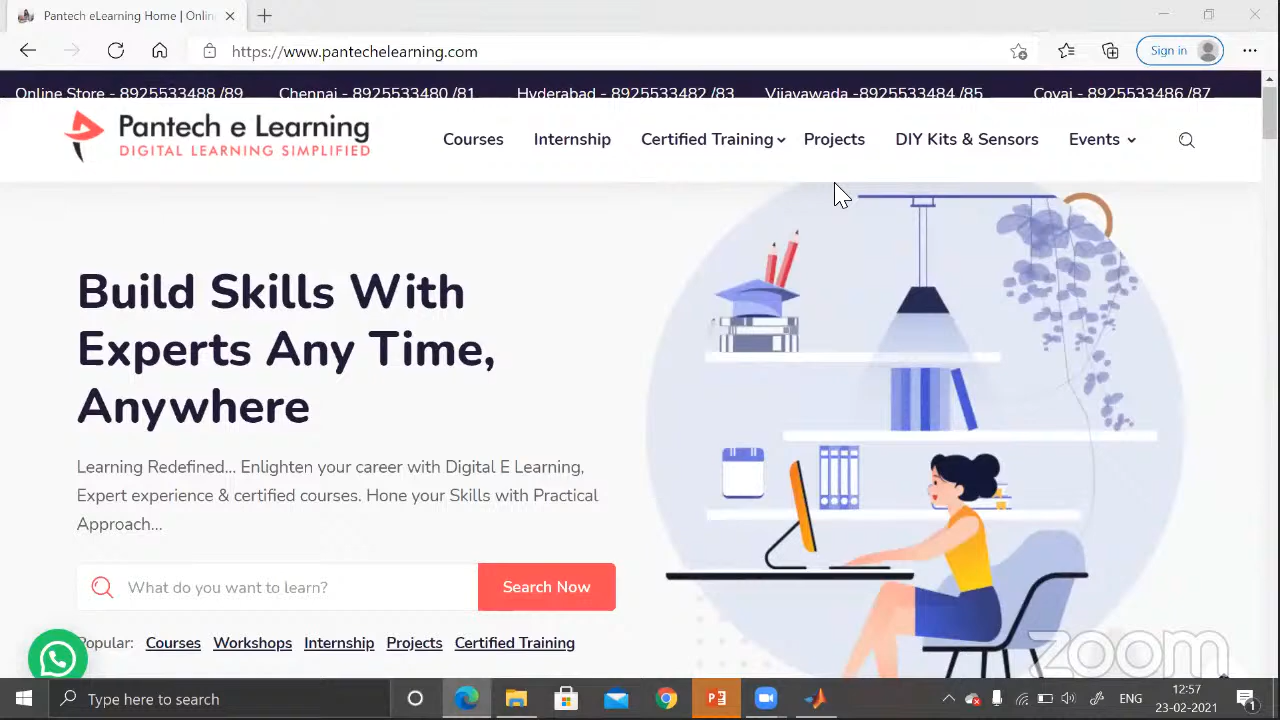 Pantech eLearning Home | Onlin
https://www.pantechelearning.com
Sign in
Online Store - 8925533488 /89 Chennai - 8925533480 /81 Hyderabad - 8925533482 /83 Vijayawada -8925533484 /85 Covai - 8925533486 /87
Pantech e Learning
DIGITAL LEARNING SIMPLIFIED
Courses Internship Certified Training Projects DIY Kits & Sensors Events
Build Skills With
Experts Any Time,
Anywhere
Learning Redefined... Enlighten your career with Digital E Learning,
Expert experience & certified courses. Hone your Skills with Practical
Approach...
What do you want to learn? Search Now
Popular: Courses Workshops Internship Projects Certified Training
zoom
Type here to search
ENG
12:57
23-02-2021
1